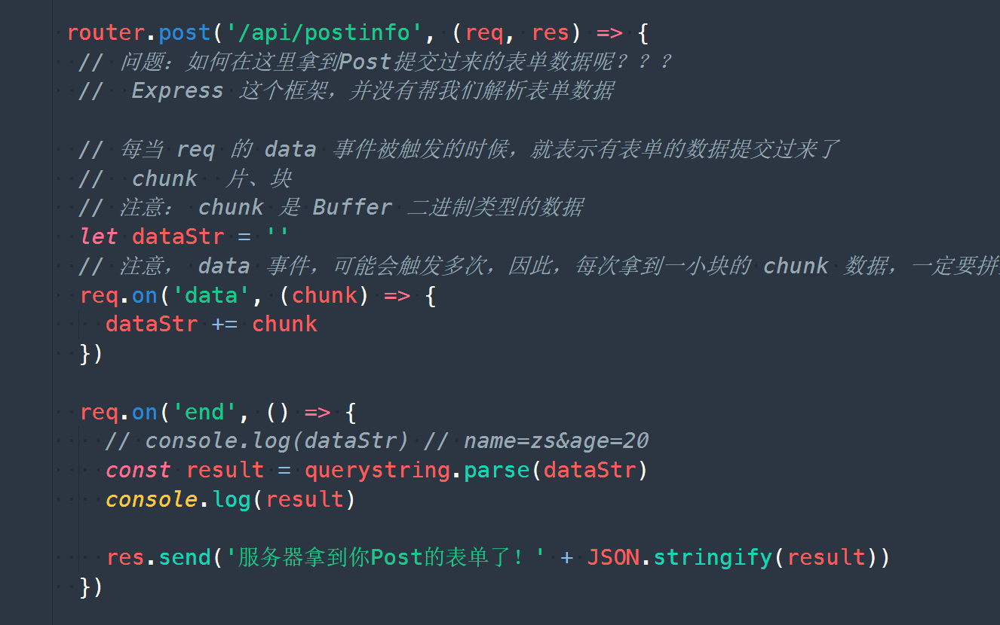 router.post('/api/postinfo', (req, res) => {
// 问题：如何在这里拿到Post提交过来的表单数据呢？？？
// Express 这个框架，并没有帮我们解析表单数据
// 每当 req 的 data 事件被触发的时候，就表示有表单的数据提交过来了
// chunk 片、块
// 注意： chunk 是 Buffer 二进制类型的数据
let dataStr = ''
// 注意， data 事件，可能会触发多次，因此，每次拿到一小块的 chunk 数据，一定要拼
req.on('data', (chunk) => {
dataStr += chunk
})
req.on('end', () => {
// console.log(dataStr) // name=zs&age=20
const result = querystring.parse(dataStr)
console.log(result)
res.send('服务器拿到你Post的表单了！' + JSON.stringify(result))
})